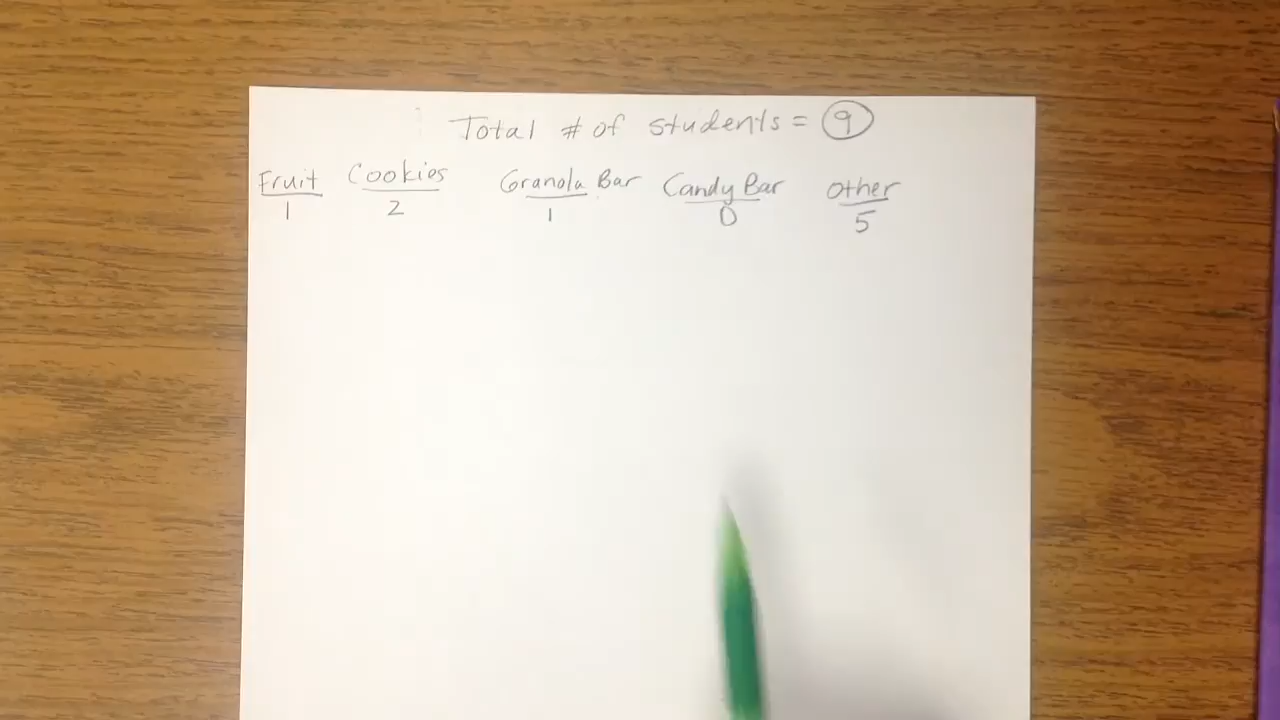 Total # of students = 9
Fruit Cookies Granola Bar Candy Bar Other
1 2 1 0 5